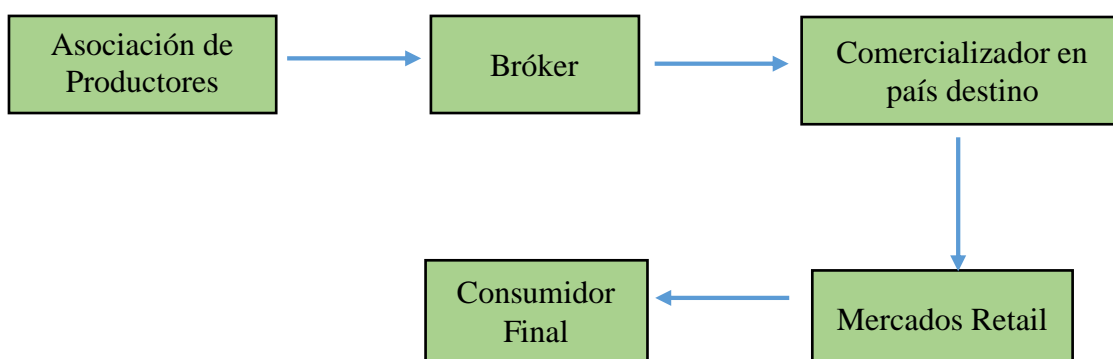 Asociación de
Productores
Bróker
Comercializador en
país destino
Mercados Retail
Consumidor
Final